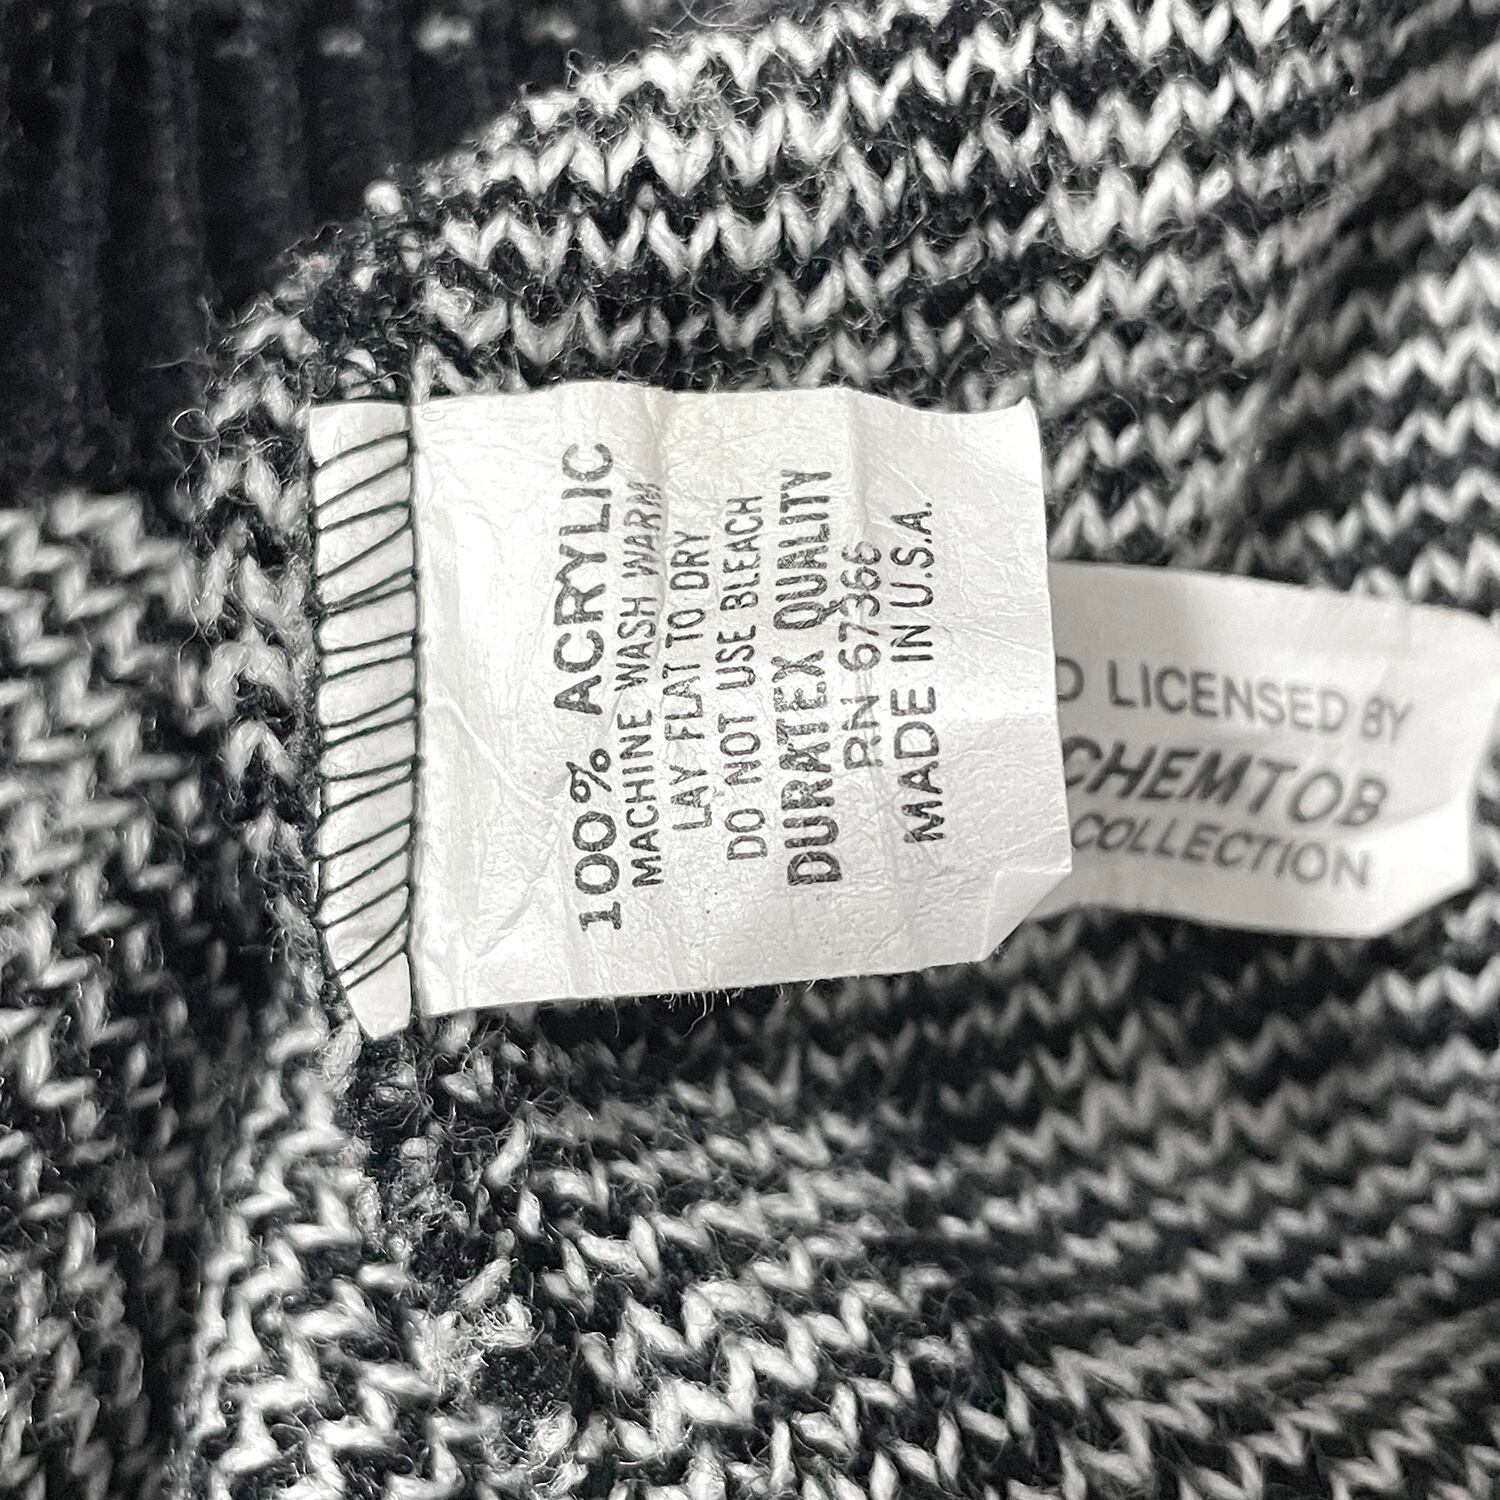 100% ACRYLIC
MACHINE WASH WARM
LAY FLAT TO DRY
DO NOT USE BLEACH
DURATEX QUALITY
RN 67366
MADE IN U.S.A.
D LICENSED BY
CHEMTOB
COLLECTION